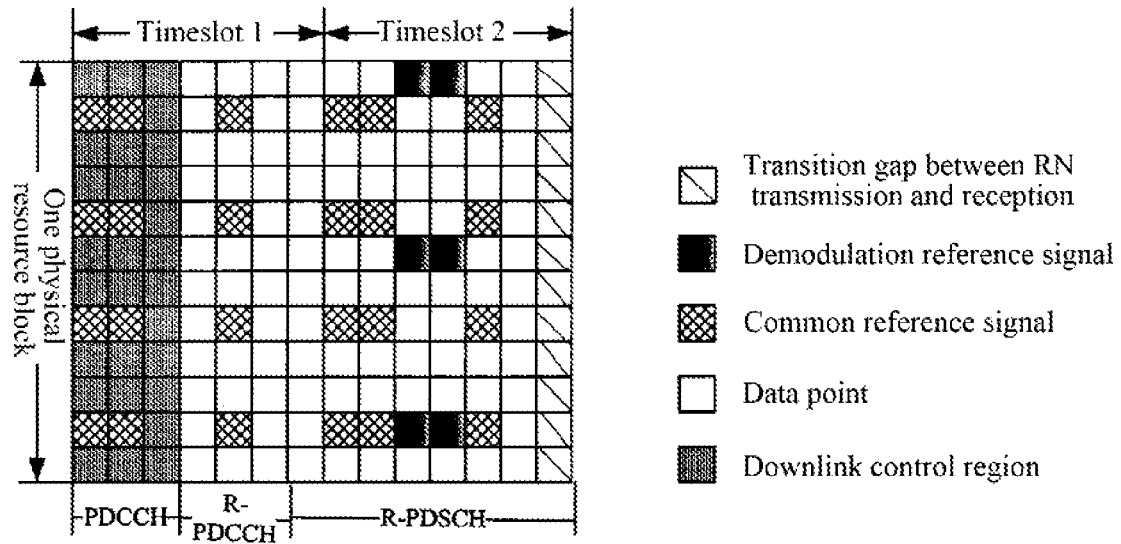 Timeslot 1
Timeslot 2
One physical
resource block
Transition gap between RN
transmission and reception
Demodulation reference signal
Common reference signal
Data point
Downlink control region
PDCCH
R-
PDCCH
R-PDSCH